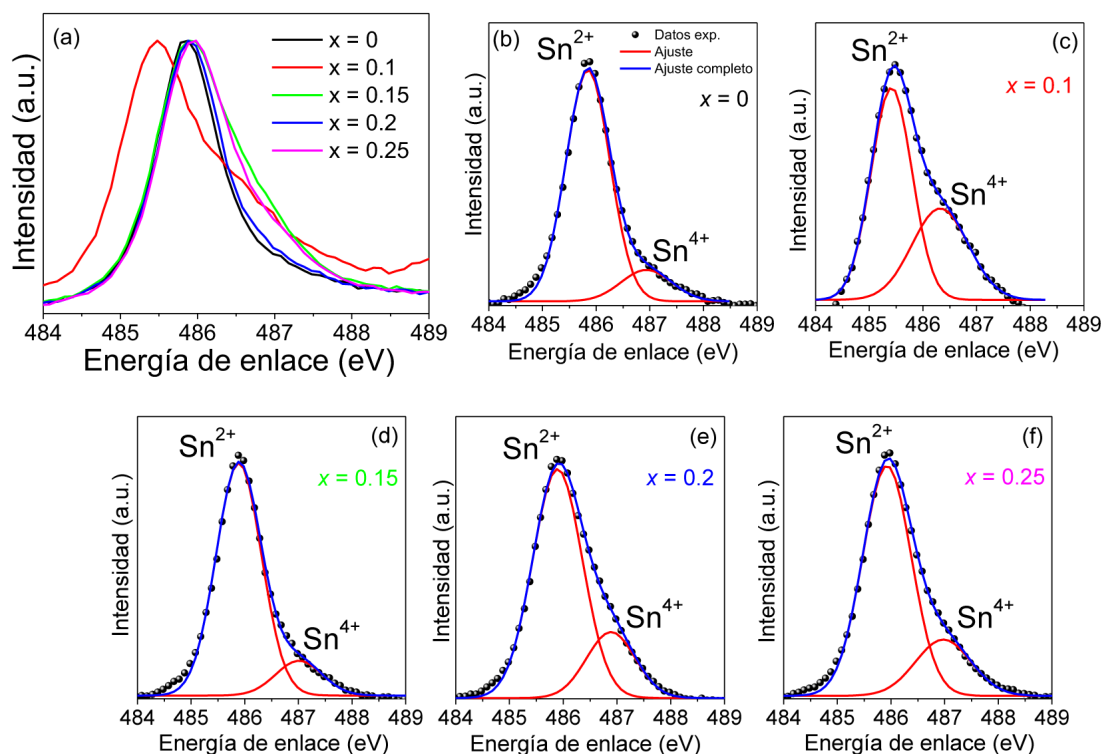 (a)
x = 0
x = 0.1
x = 0.15
x = 0.2
x = 0.25
Intensidad (a.u.)
484 485 486 487 488 489
Energía de enlace (eV)
(b)
Sn2+
Datos exp.
Ajuste
Ajuste completo
x = 0
Sn4+
Intensidad (a.u.)
484 485 486 487 488 489
Energía de enlace (eV)
(c)
Sn2+
x = 0.1
Sn4+
Intensidad (a.u.)
484 485 486 487 488 489
Energía de enlace (eV)
(d)
Sn2+
x = 0.15
Sn4+
Intensidad (a.u.)
484 485 486 487 488 489
Energía de enlace (eV)
(e)
Sn2+
x = 0.2
Sn4+
Intensidad (a.u.)
484 485 486 487 488 489
Energía de enlace (eV)
(f)
Sn2+
x = 0.25
Sn4+
Intensidad (a.u.)
484 485 486 487 488 489
Energía de enlace (eV)